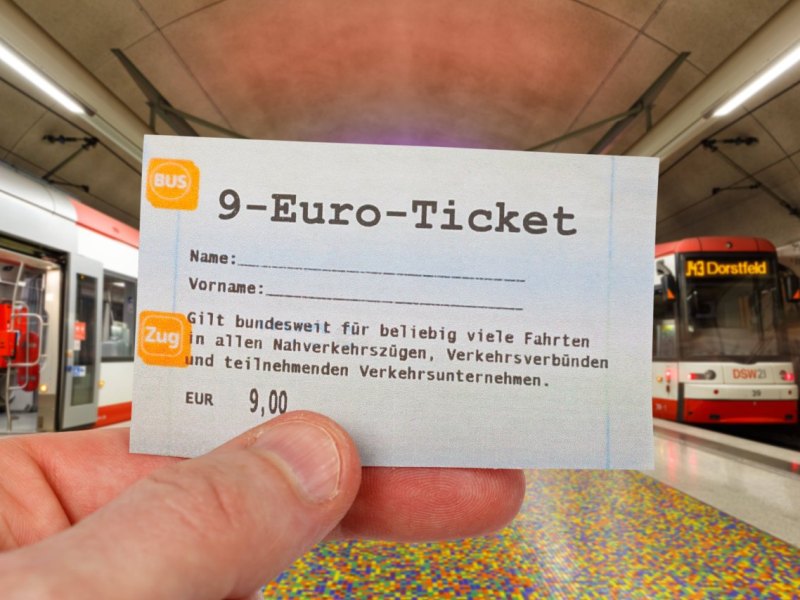 BUS
9-Euro-Ticket
Name:
Vorname:
Zug
Gilt bundesweit für beliebig viele Fahrten
in allen Nahverkehrszügen, Verkehrsverbünden
und teilnehmenden Verkehrsunternehmen.
EUR 9,00
Dorstfeld
DSW21